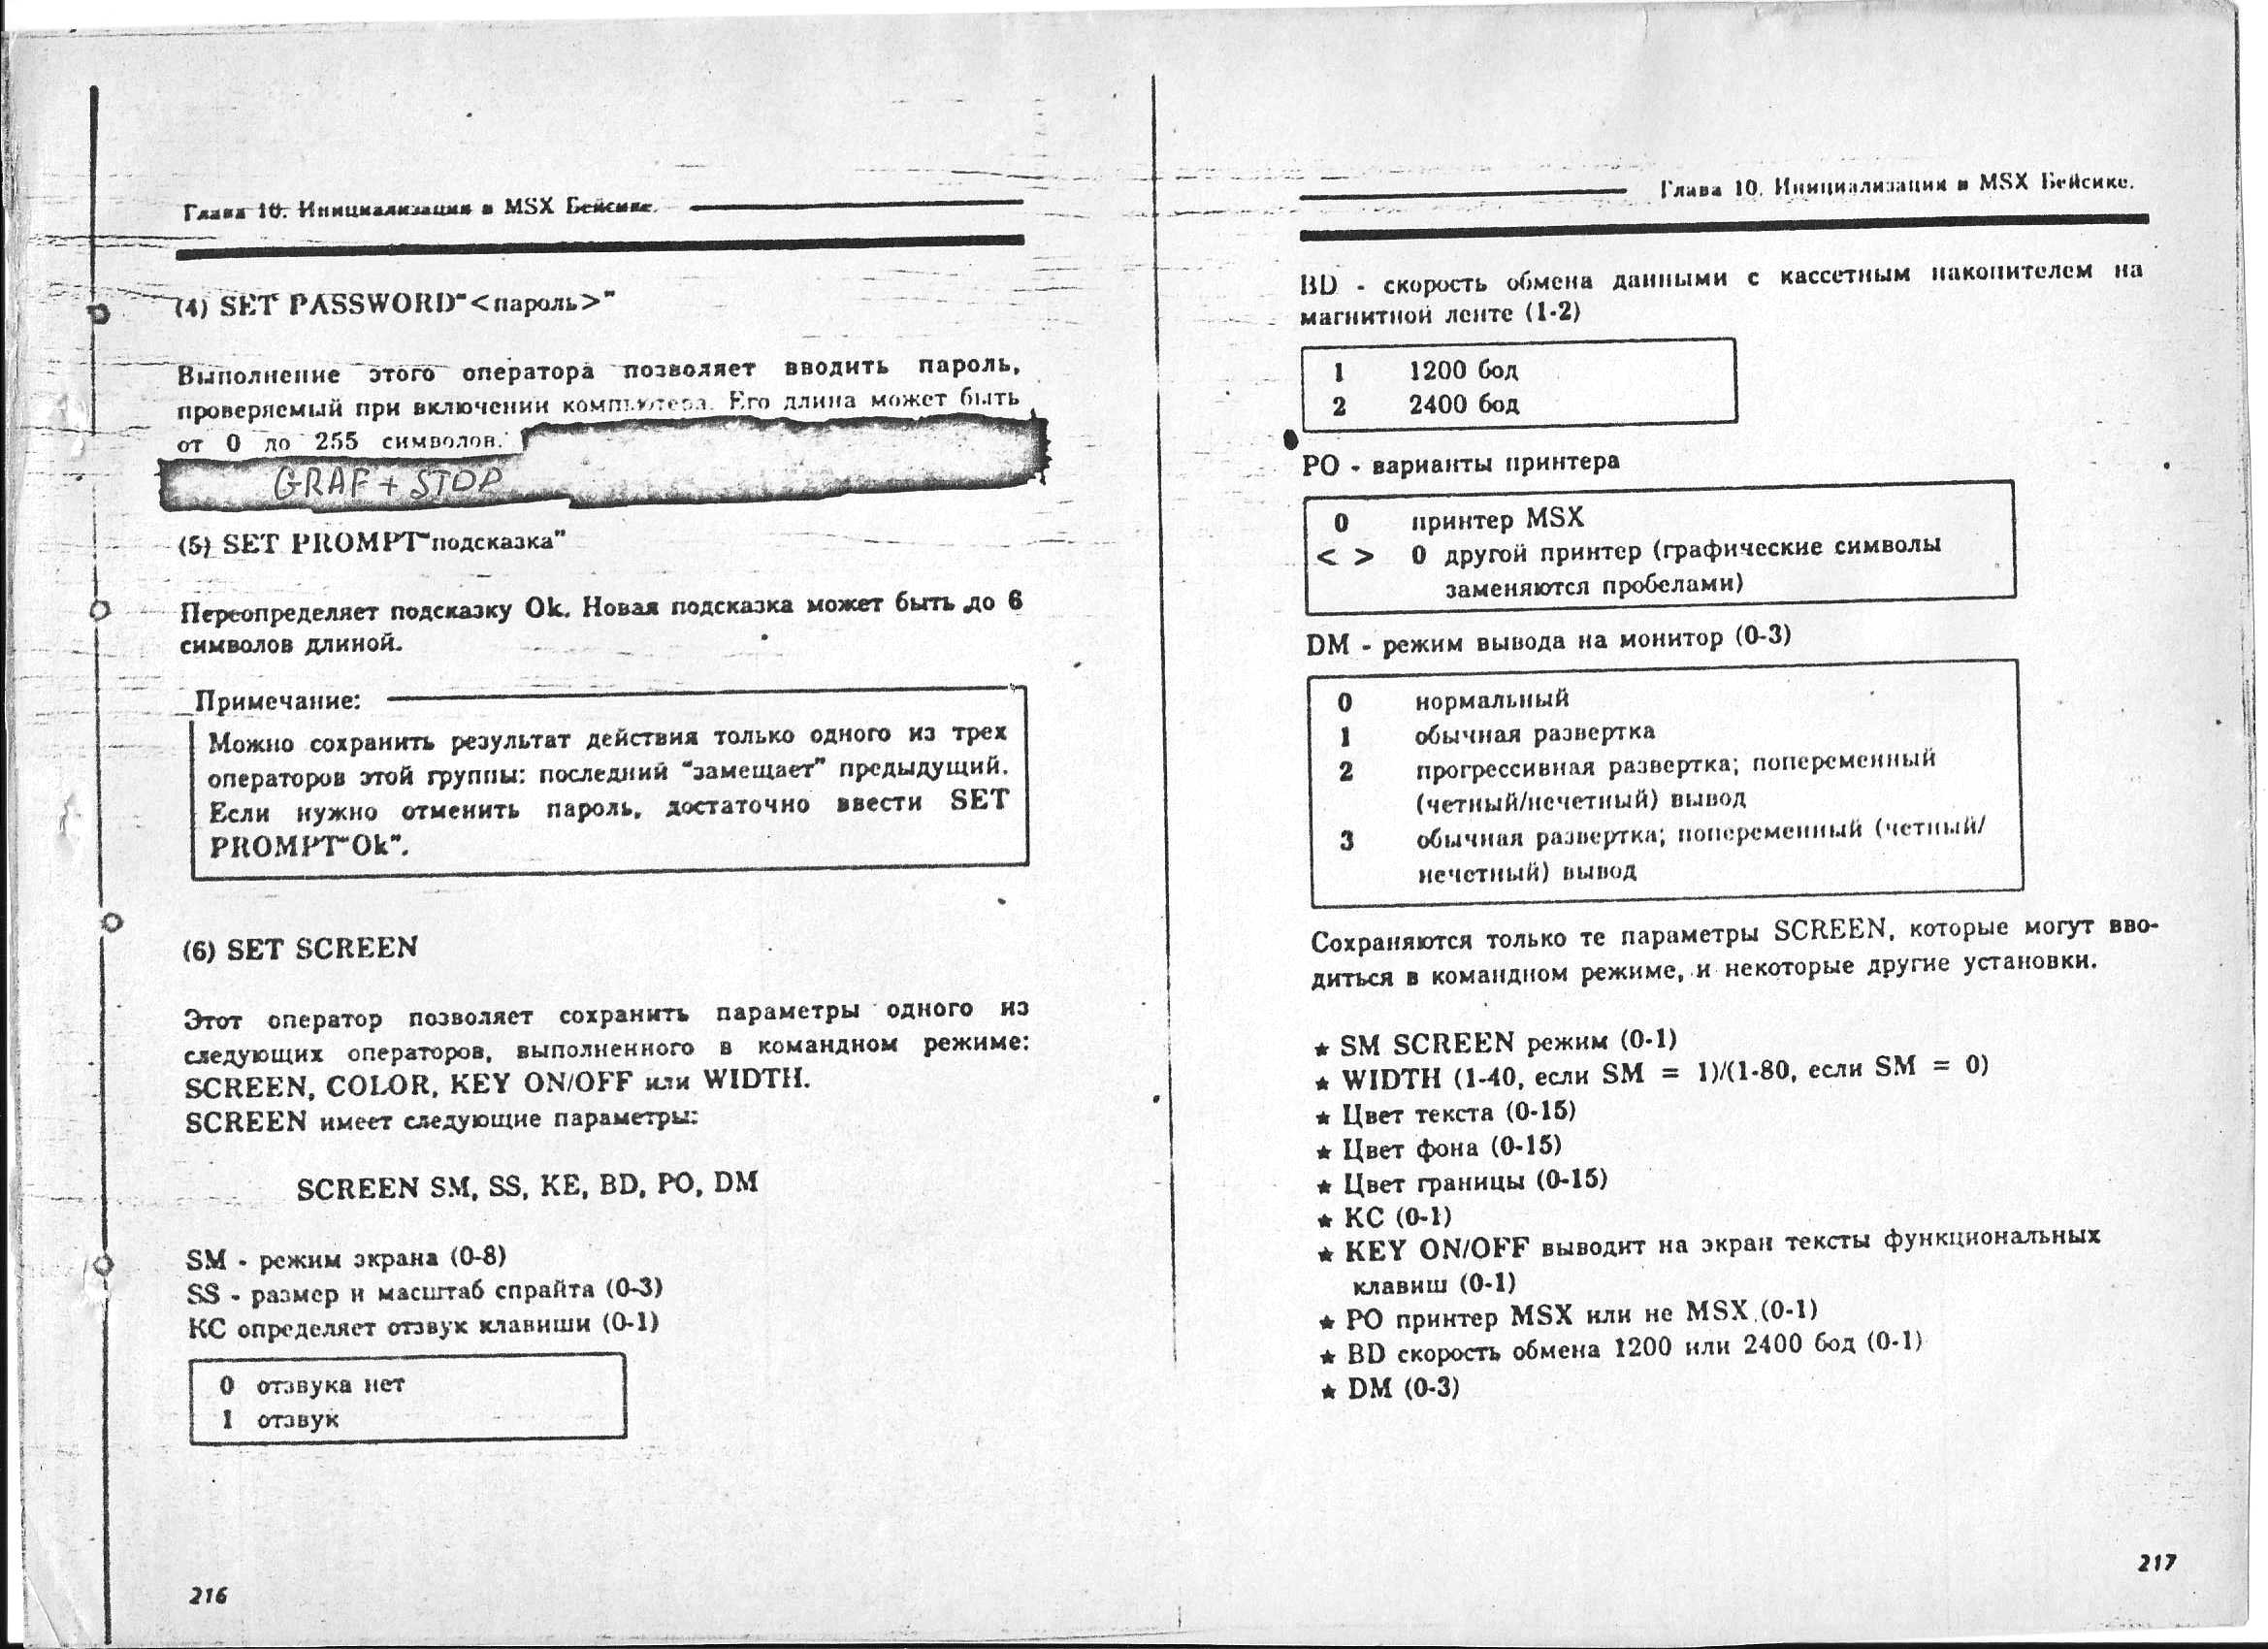 Глава 10. Инициализация в MSX Бейсике.
(4) SET PASSWORD"<пароль>"
Выполнение этого оператора позволяет вводить пароль,
проверяемый при включении компьютера. Его длина может быть
от 0 до 255 символов.
GRAF + STOP
(5) SET PROMPT"подсказка"
Переопределяет подсказку Ok. Новая подсказка может быть до 6
символов длиной.
Примечание:
Можно сохранить результат действия только одного из трех
операторов этой группы: последний "замещает" предыдущий.
Если нужно отменить пароль, достаточно ввести SET
PROMPT"Ok".
(6) SET SCREEN
Этот оператор позволяет сохранить параметры одного из
следующих операторов, выполненного в командном режиме:
SCREEN, COLOR, KEY ON/OFF или WIDTH.
SCREEN имеет следующие параметры:
SCREEN SM, SS, KE, BD, PO, DM
SM - режим экрана (0-8)
SS - размер и масштаб спрайта (0-3)
KC определяет отзвук клавиши (0-1)
0 отзвука нет
1 отзвук
216
Глава 10. Инициализация в MSX Бейсике.
BD - скорость обмена данными с кассетным накопителем на
магнитной ленте (1-2)
1 1200 бод
2 2400 бод
PO - варианты принтера
0 принтер MSX
< > 0 другой принтер (графические символы
заменяются пробелами)
DM - режим вывода на монитор (0-3)
0 нормальный
1 обычная развертка
2 прогрессивная развертка; попеременный
(четный/нечетный) вывод
3 обычная развертка; попеременный (четный/
нечетный) вывод
Сохраняются только те параметры SCREEN, которые могут вво-
диться в командном режиме, и некоторые другие установки.
★ SM SCREEN режим (0-1)
★ WIDTH (1-40, если SM = 1)/(1-80, если SM = 0)
★ Цвет текста (0-15)
★ Цвет фона (0-15)
★ Цвет границы (0-15)
★ KC (0-1)
★ KEY ON/OFF выводит на экран тексты функциональных
клавиш (0-1)
★ PO принтер MSX или не MSX (0-1)
★ BD скорость обмена 1200 или 2400 бод (0-1)
★ DM (0-3)
217